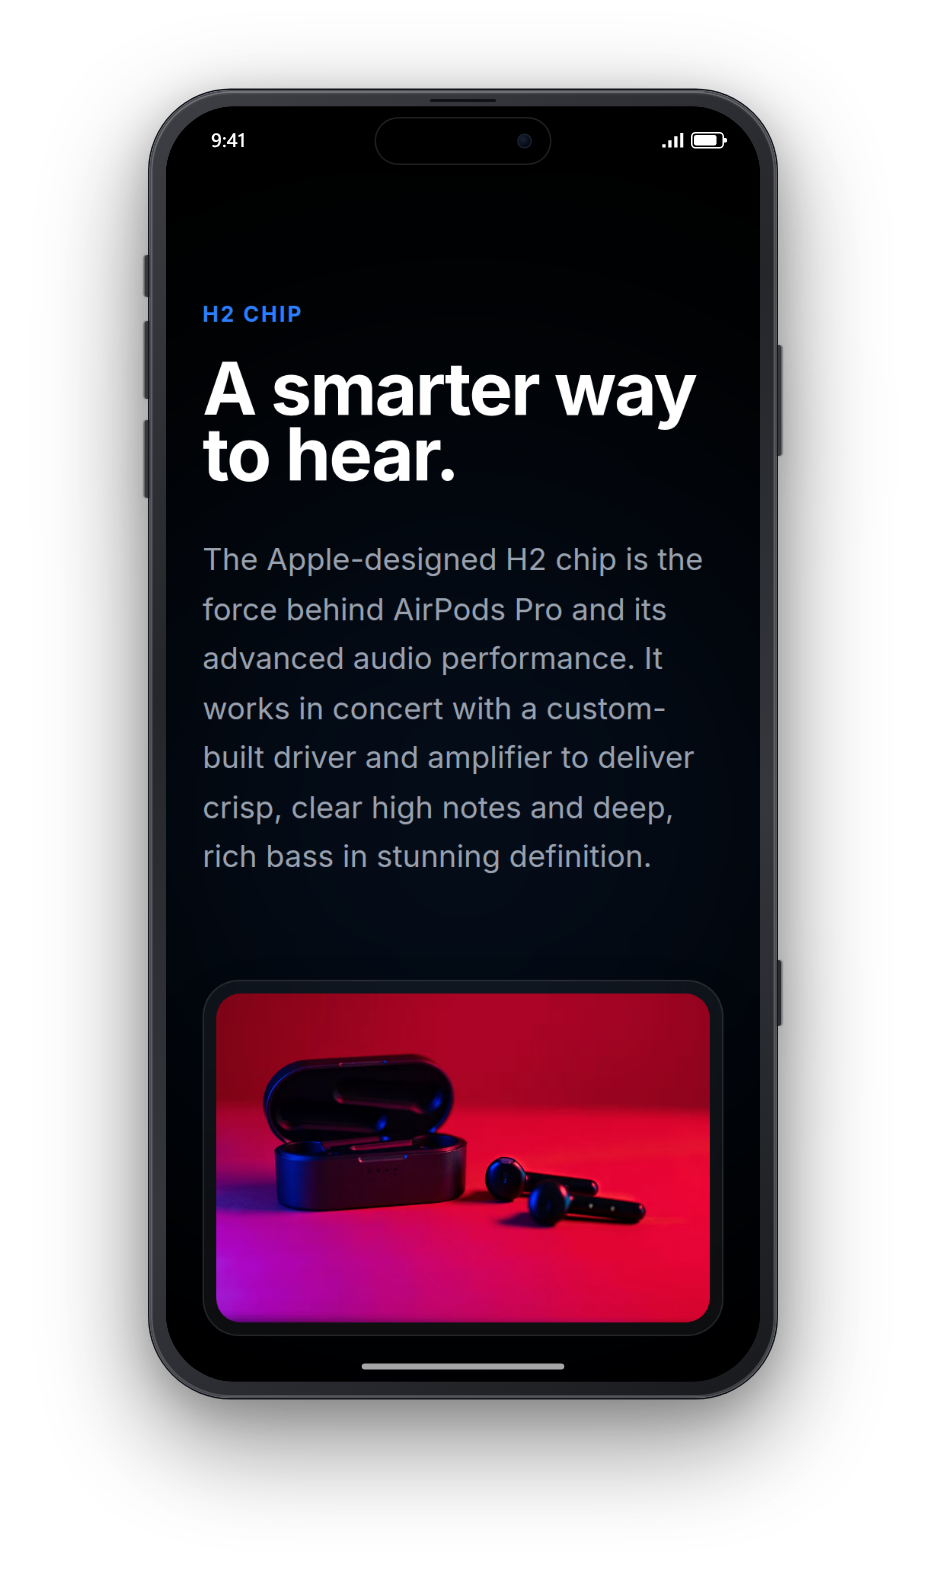 9:41
H2 CHIP
A smarter way
to hear.
The Apple-designed H2 chip is the
force behind AirPods Pro and its
advanced audio performance. It
works in concert with a custom-
built driver and amplifier to deliver
crisp, clear high notes and deep,
rich bass in stunning definition.